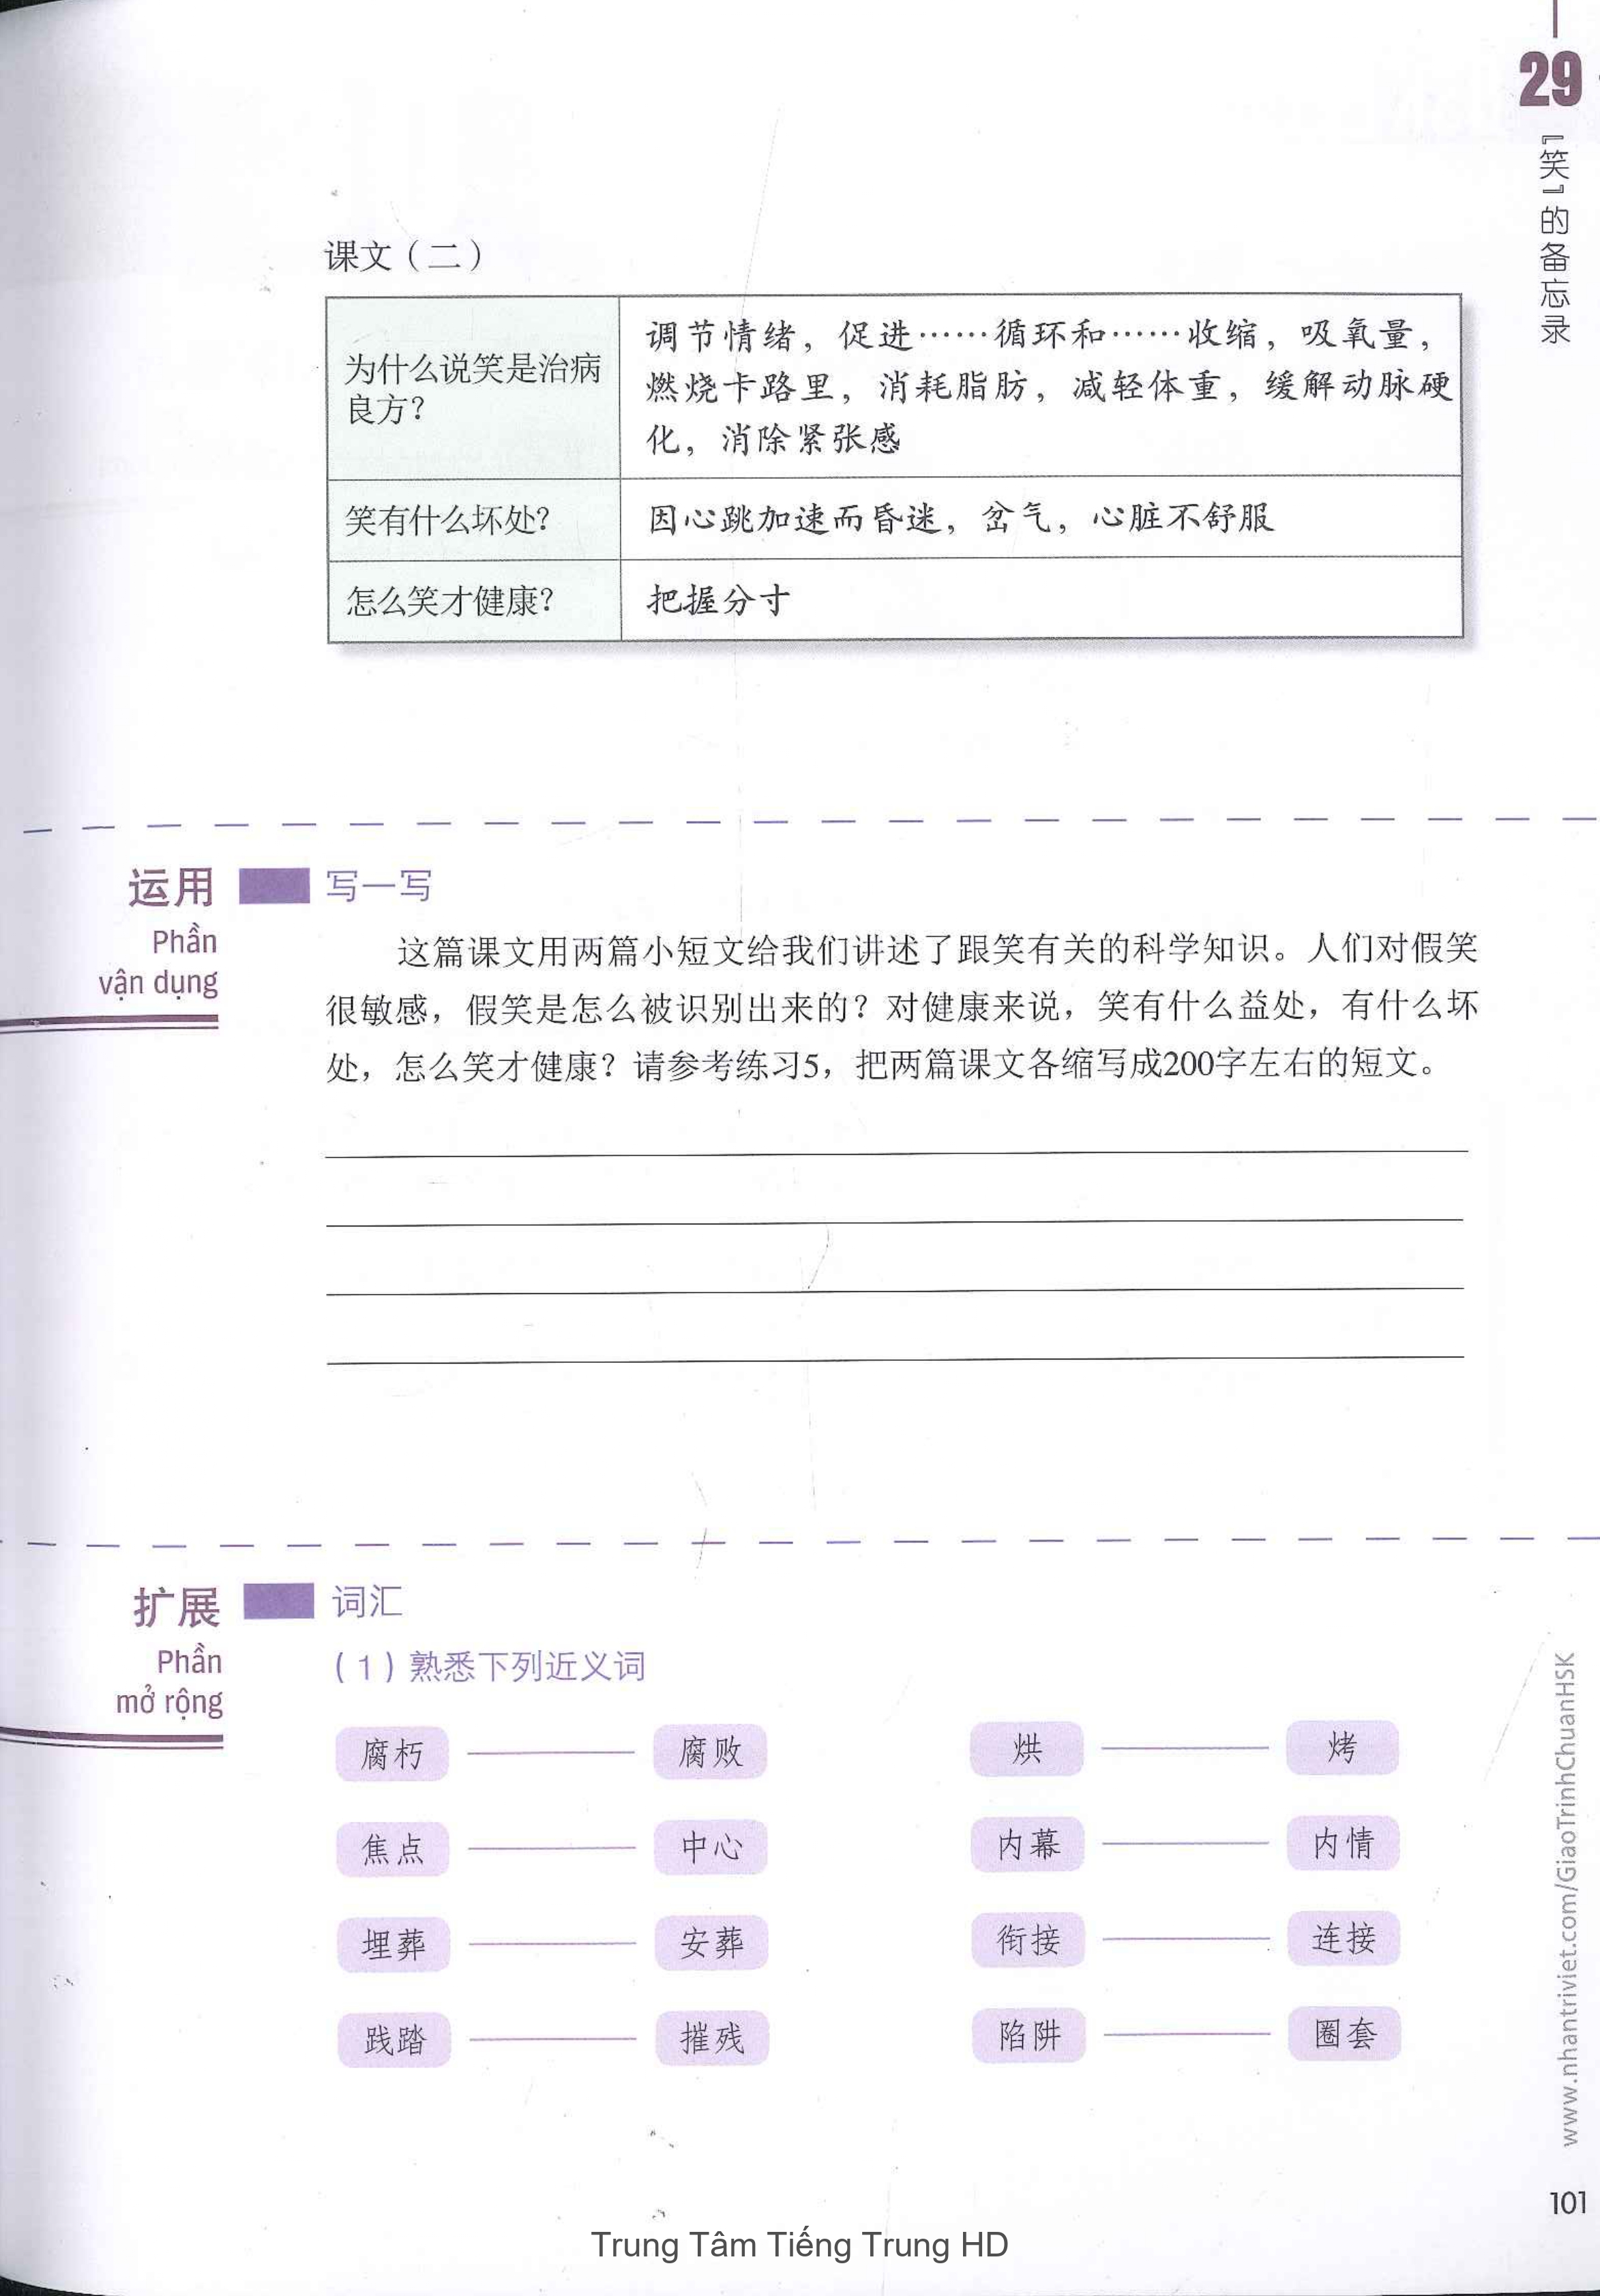 29
『笑』的备忘录
课文（二）
为什么说笑是治病
良方？
调节情绪，促进……循环和……收缩，吸氧量，
燃烧卡路里，消耗脂肪，减轻体重，缓解动脉硬
化，消除紧张感
笑有什么坏处？
因心跳加速而昏迷，岔气，心脏不舒服
怎么笑才健康？
把握分寸
运用
Phần
vận dụng
写一写
这篇课文用两篇小短文给我们讲述了跟笑有关的科学知识。人们对假笑
很敏感，假笑是怎么被识别出来的？对健康来说，笑有什么益处，有什么坏
处，怎么笑才健康？请参考练习5，把两篇课文各缩写成200字左右的短文。
扩展
Phần
mở rộng
词汇
（1）熟悉下列近义词
腐朽 腐败 烘 烤
焦点 中心 内幕 内情
埋葬 安葬 衔接 连接
践踏 摧残 陷阱 圈套
www.nhantriviet.com/GiaoTrinhChuanHSK
101
Trung Tâm Tiếng Trung HD